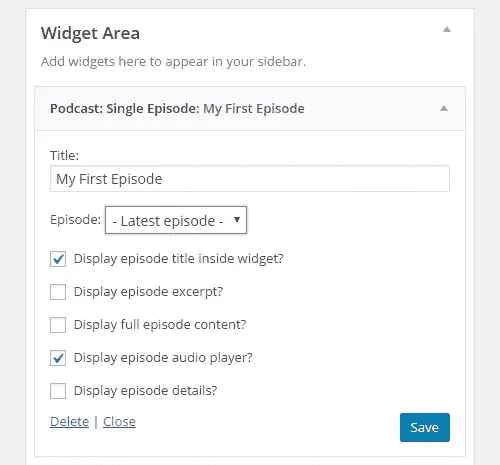 Widget Area
Add widgets here to appear in your sidebar.
Podcast: Single Episode: My First Episode
Title:
My First Episode
Episode: - Latest episode -
Display episode title inside widget?
Display episode excerpt?
Display full episode content?
Display episode audio player?
Display episode details?
Delete | Close Save